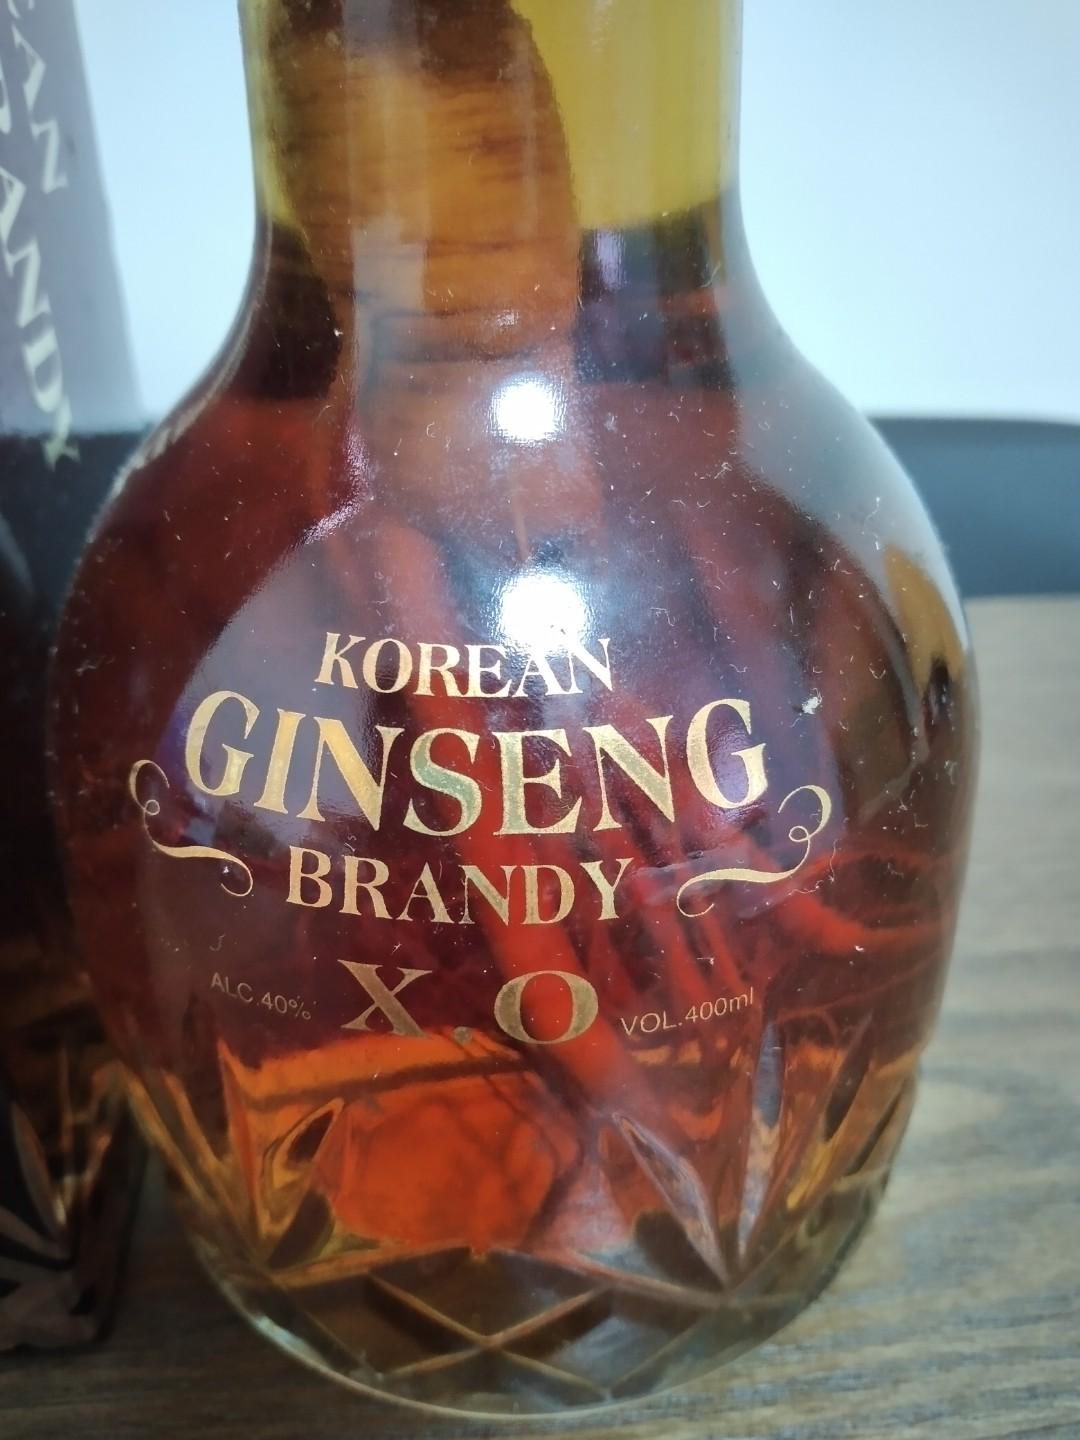 KOREAN
GINSENG
BRANDY
X.O
ALC.40%
VOL.400ml